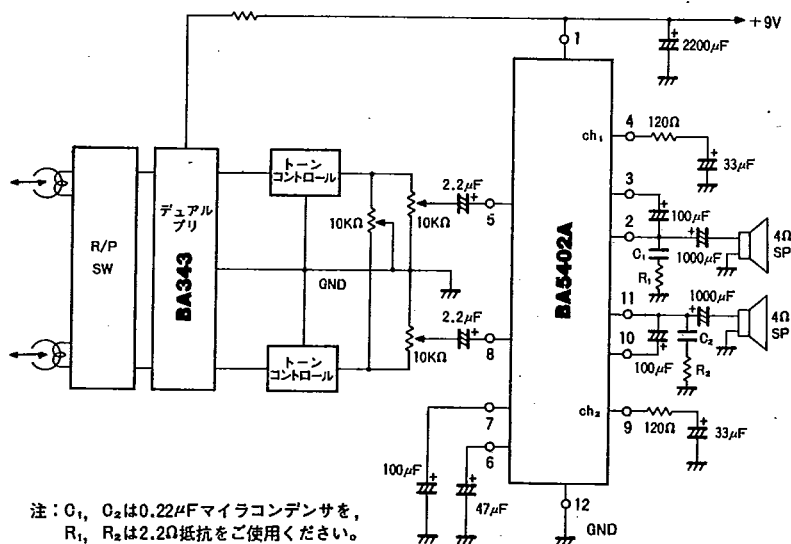 +9V
1
2200μF
4
120Ω
ch₁
33μF
3
トーン
コントロール
2.2μF
100μF
2
デュアル
プリ
10KΩ
10KΩ
5
4Ω
SP
C₁
1000μF
R/P
SW
BA343
GND
BA5402A
R₁
1000μF
11
2.2μF
4Ω
SP
10
C₂
10KΩ
8
100μF
R₂
トーン
コントロール
7
ch₂
9
120Ω
33μF
6
100μF
47μF
12
GND
注:C₁, C₂は0.22μFマイラコンデンサを,
R₁, R₂は2.2Ω抵抗をご使用ください。